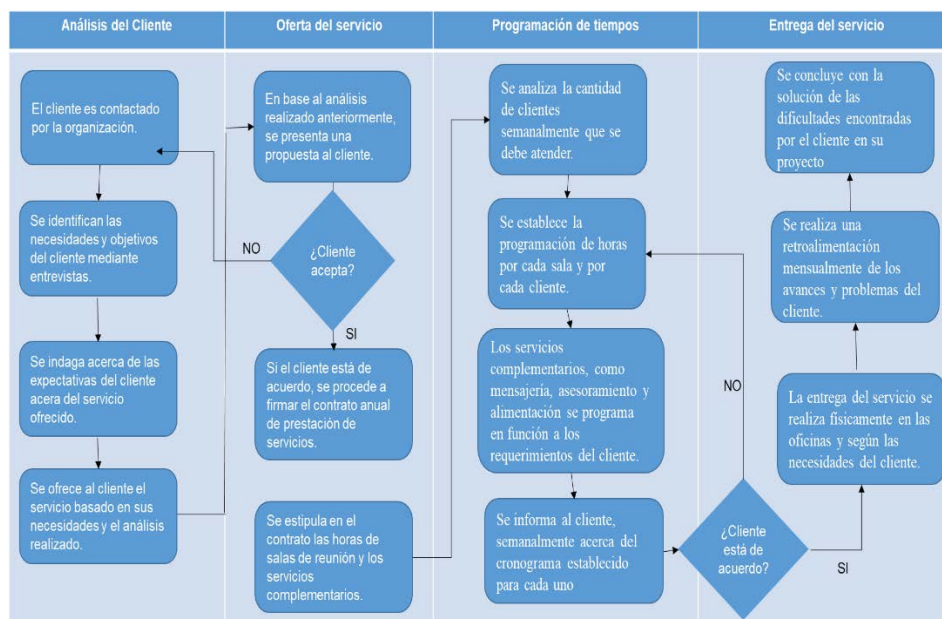 Análisis del Cliente
Oferta del servicio
Programación de tiempos
Entrega del servicio
El cliente es contactado
por la organización.
Se identifican las
necesidades y objetivos
del cliente mediante
entrevistas.
Se indaga acerca de las
expectativas del cliente
acera del servicio
ofrecido.
Se ofrece al cliente el
servicio basado en sus
necesidades y el análisis
realizado.
En base al análisis
realizado anteriormente,
se presenta una
propuesta al cliente.
NO
¿Cliente
acepta?
SI
Si el cliente está de
acuerdo, se procede a
firmar el contrato anual
de prestación de
servicios.
Se estipula en el
contrato las horas de
salas de reunión y los
servicios
complementarios.
Se analiza la cantidad
de clientes
semanalmente que se
debe atender.
Se establece la
programación de horas
por cada sala y por
cada cliente.
Los servicios
complementarios, como
mensajería, asesoramiento y
alimentación se programa
en función a los
requerimientos del cliente.
Se informa al cliente,
semanalmente acerca del
cronograma establecido
para cada uno
NO
¿Cliente
está de
acuerdo?
SI
Se concluye con la
solución de las
dificultades encontradas
por el cliente en su
proyecto
Se realiza una
retroalimentación
mensualmente de los
avances y problemas del
cliente.
La entrega del servicio se
realiza físicamente en las
oficinas y según las
necesidades del cliente.